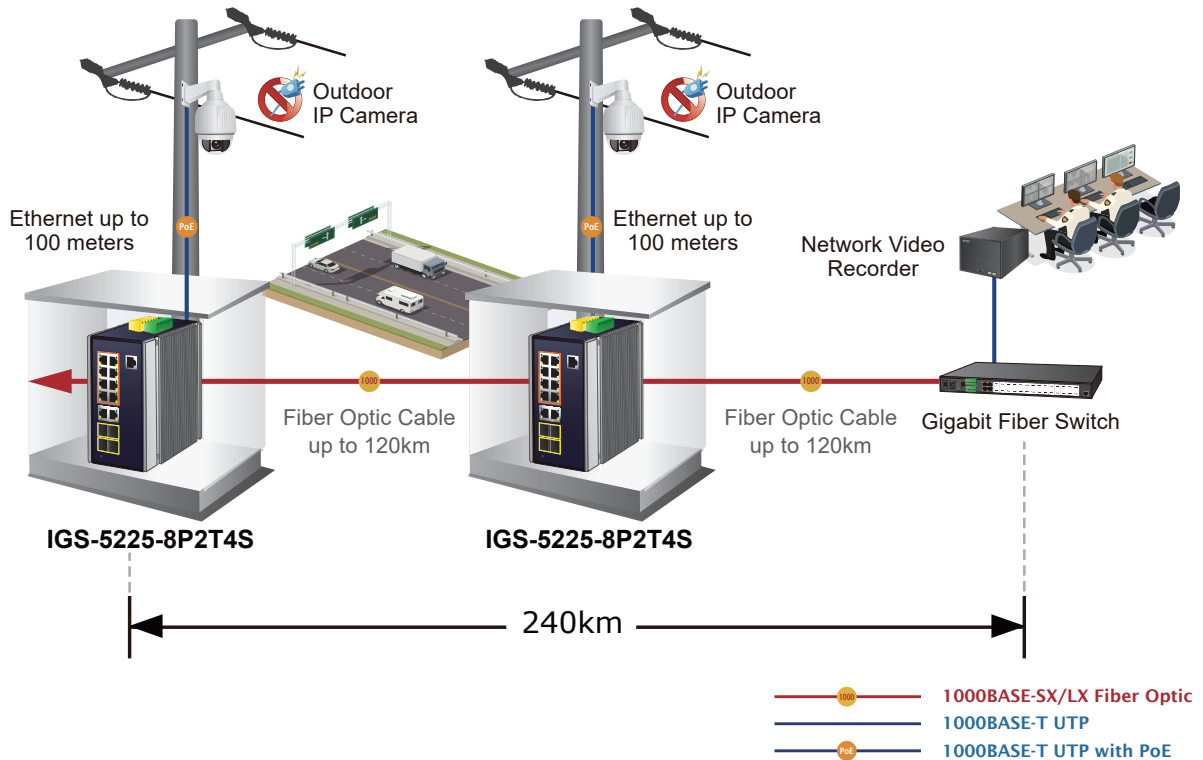 Outdoor
IP Camera
Outdoor
IP Camera
Ethernet up to
100 meters
PoE
PoE
Ethernet up to
100 meters
Network Video
Recorder
1000
1000
Fiber Optic Cable
up to 120km
Fiber Optic Cable
up to 120km
Gigabit Fiber Switch
IGS-5225-8P2T4S
IGS-5225-8P2T4S
240km
1000
1000BASE-SX/LX Fiber Optic
1000BASE-T UTP
PoE
1000BASE-T UTP with PoE